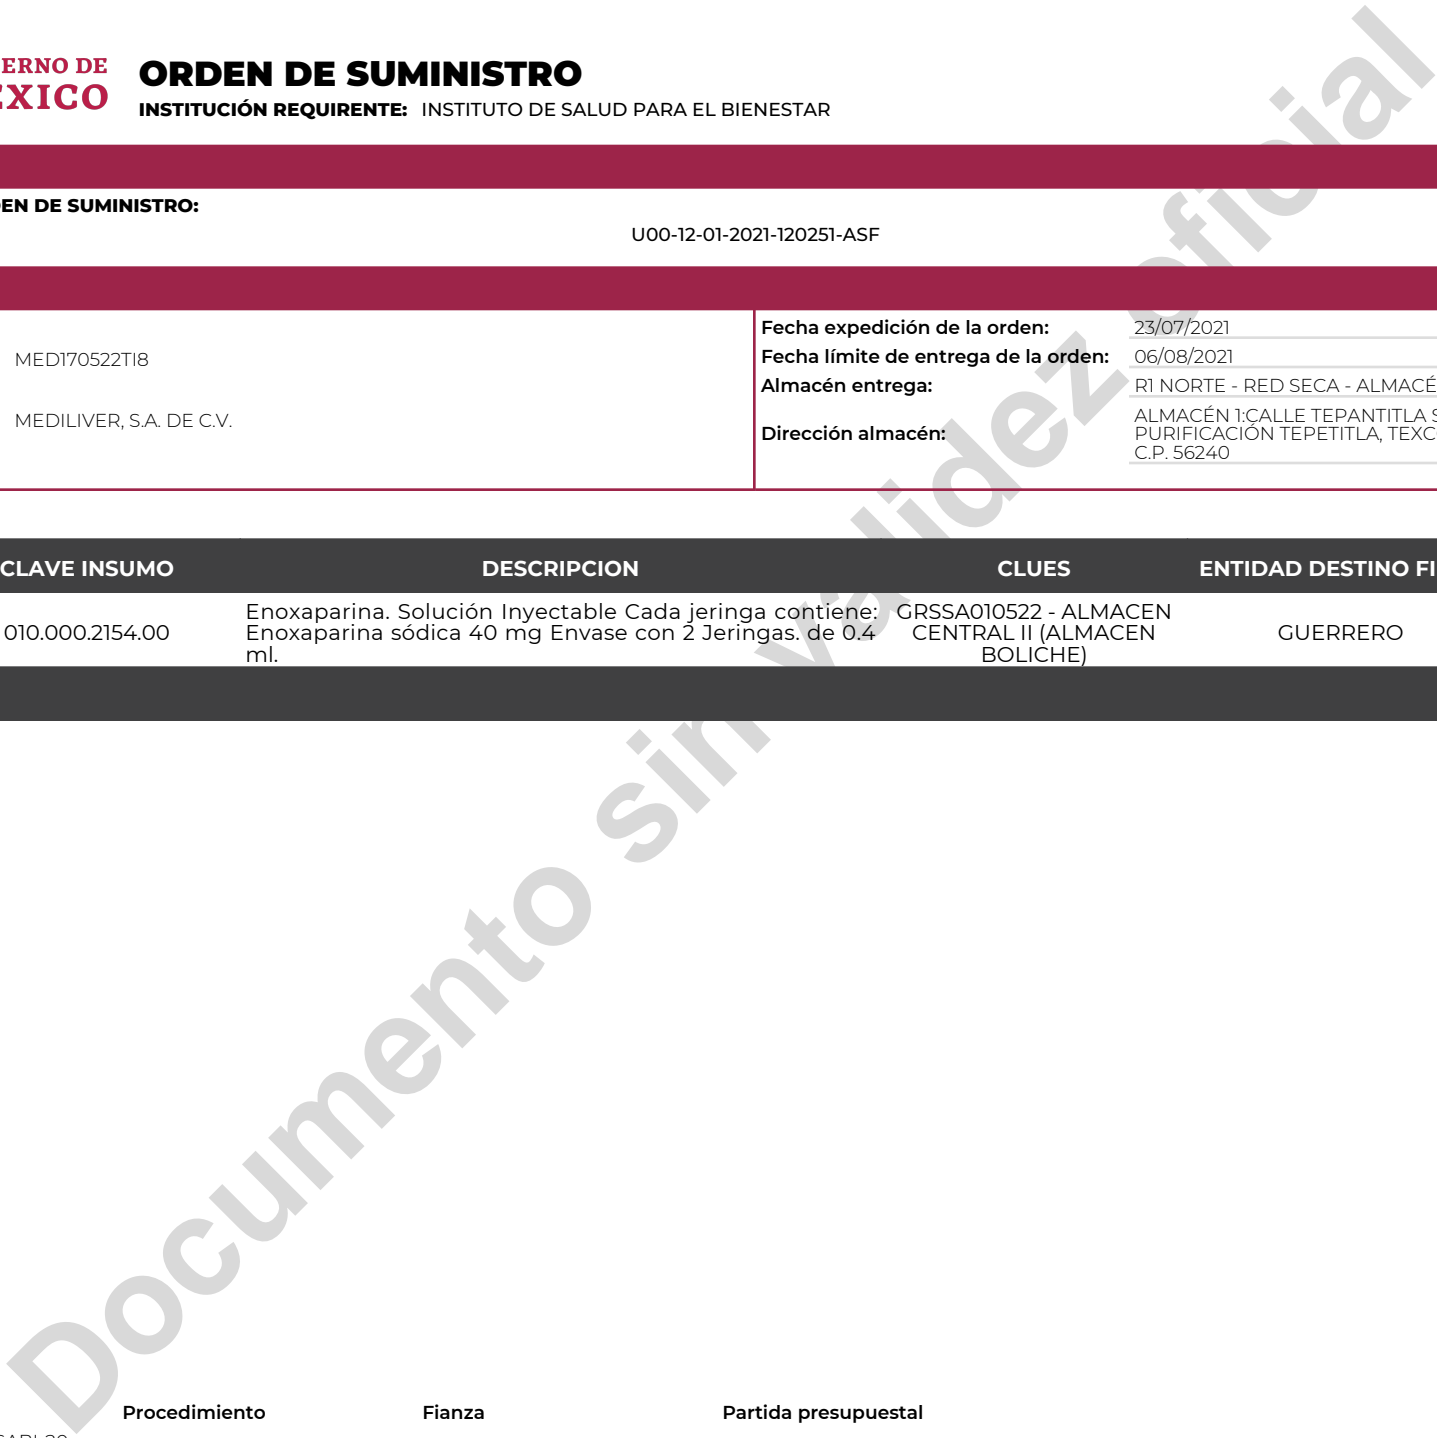 ERNO DE
ORDEN DE SUMINISTRO
EXICO
INSTITUCIÓN REQUIRENTE: INSTITUTO DE SALUD PARA EL BIENESTAR
EN DE SUMINISTRO:
U00-12-01-2021-120251-ASF
MED170522TI8
MEDILIVER, S.A. DE C.V.
Fecha expedición de la orden: 23/07/2021
Fecha límite de entrega de la orden: 06/08/2021
Almacén entrega: R1 NORTE - RED SECA - ALMACÉ
Dirección almacén: ALMACÉN 1:CALLE TEPANTITLA S
PURIFICACIÓN TEPETITLA, TEXC
C.P. 56240
CLAVE INSUMO DESCRIPCION CLUES ENTIDAD DESTINO FI
010.000.2154.00
Enoxaparina. Solución Inyectable Cada jeringa contiene:
Enoxaparina sódica 40 mg Envase con 2 Jeringas. de 0.4
ml.
GRSSA010522 - ALMACEN
CENTRAL II (ALMACEN
BOLICHE)
GUERRERO
Documento sin validez oficial
Procedimiento Fianza Partida presupuestal